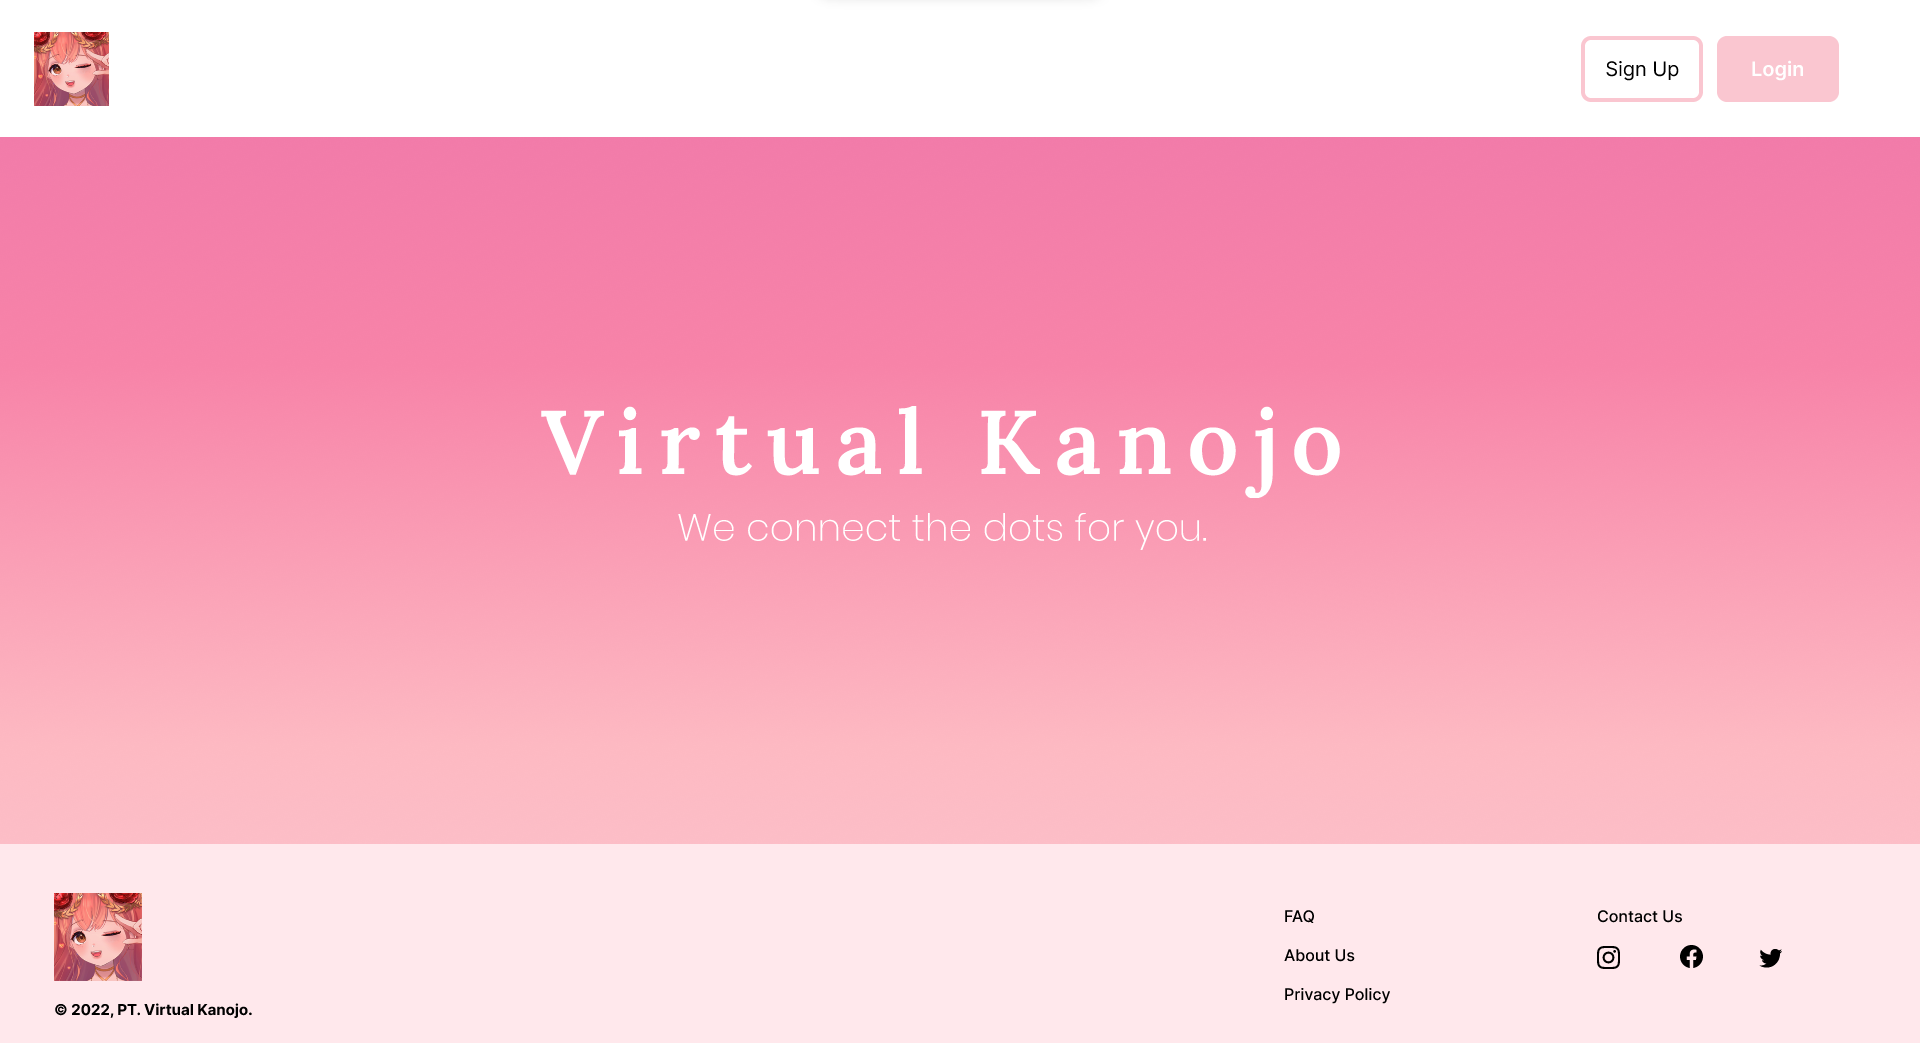 Sign Up
Login
Virtual Kanojo
We connect the dots for you.
FAQ
About Us
Privacy Policy
Contact Us
© 2022, PT. Virtual Kanojo.